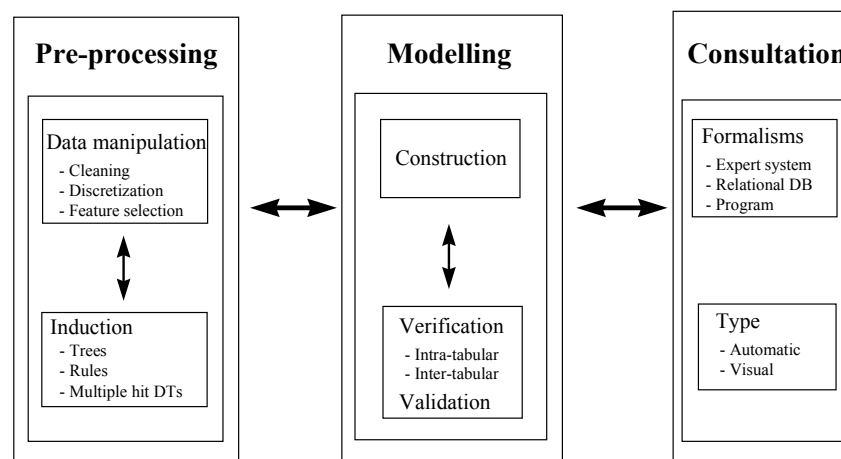 Pre-processing
Data manipulation
- Cleaning
- Discretization
- Feature selection
Induction
- Trees
- Rules
- Multiple hit DTs
Modelling
Construction
Verification
- Intra-tabular
- Inter-tabular
Validation
Consultation
Formalisms
- Expert system
- Relational DB
- Program
Type
- Automatic
- Visual